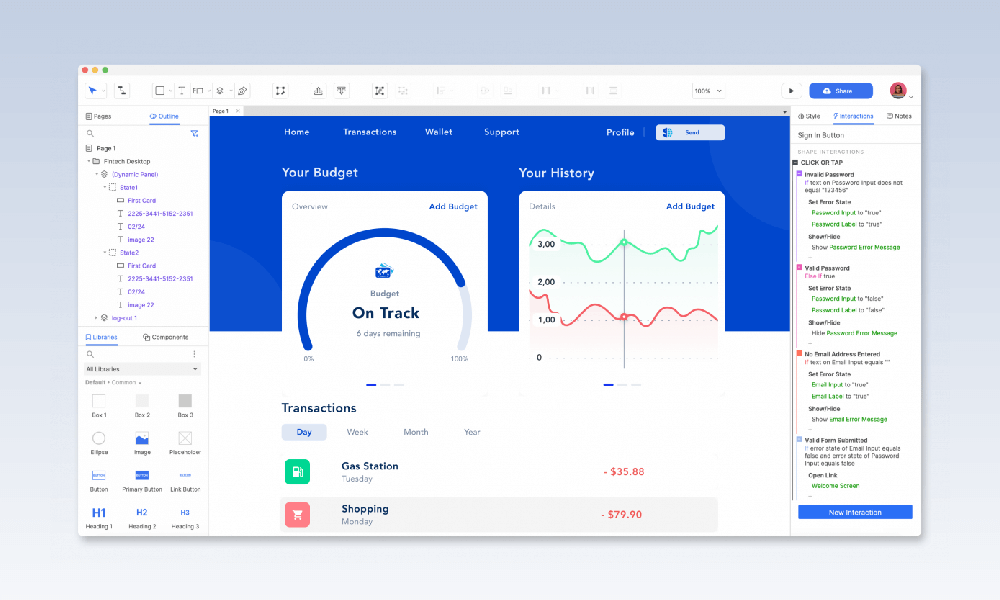 100%
Share
Pages
Outline
Page 1
Fintech Desktop
(Dynamic Panel)
State1
First Card
2225-3441-5152-2351
02/24
Image 22
State2
First Card
2225-3441-5152-2351
02/24
Image 22
log-out 1
Libraries
Components
All Libraries
Default > Common
Box 1
Box 2
Box 3
Ellipse
Image
Placeholder
BUTTON
BUTTON
Button
Primary Button
Link Button
H1
H2
H3
Heading 1
Heading 2
Heading 3
Page 1
Home
Transactions
Wallet
Support
Profile
Send
Your Budget
Overview
Add Budget
Budget
On Track
6 days remaining
0%
100%
Your History
Details
Add Budget
3,00
2,00
1,00
0
Transactions
Day
Week
Month
Year
Gas Station
Tuesday
- $35.88
Shopping
Monday
- $79.90
Style
Interactions
Notes
Sign In Button
SHAPE INTERACTIONS
CLICK OR TAP
Invalid Password
If text on Password Input does not
equal "123456"
Set Error State
Password Input to "true"
Password Label to "true"
Show/Hide
Show Password Error Message
Valid Password
Else If true
Set Error State
Password Input to "false"
Password Label to "false"
Show/Hide
Hide Password Error Message
No Email Address Entered
If text on Email Input equals ""
Set Error State
Email Input to "true"
Email Label to "true"
Show/Hide
Show Email Error Message
Valid Form Submitted
If error state of Email Input equals
false and error state of Password
Input equals false
Open Link
Welcome Screen
New Interaction